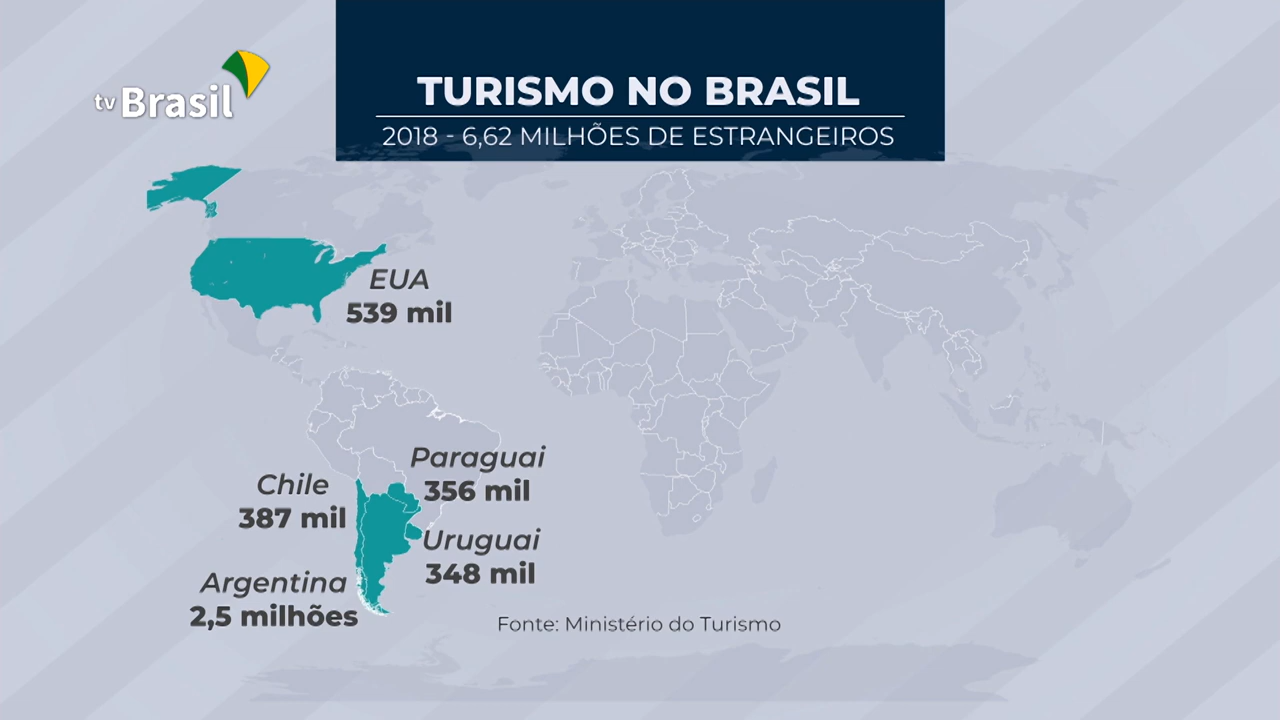 tv Brasil
TURISMO NO BRASIL
2018 - 6,62 MILHÕES DE ESTRANGEIROS
EUA
539 mil
Paraguai
356 mil
Chile
387 mil
Uruguai
348 mil
Argentina
2,5 milhões
Fonte: Ministério do Turismo